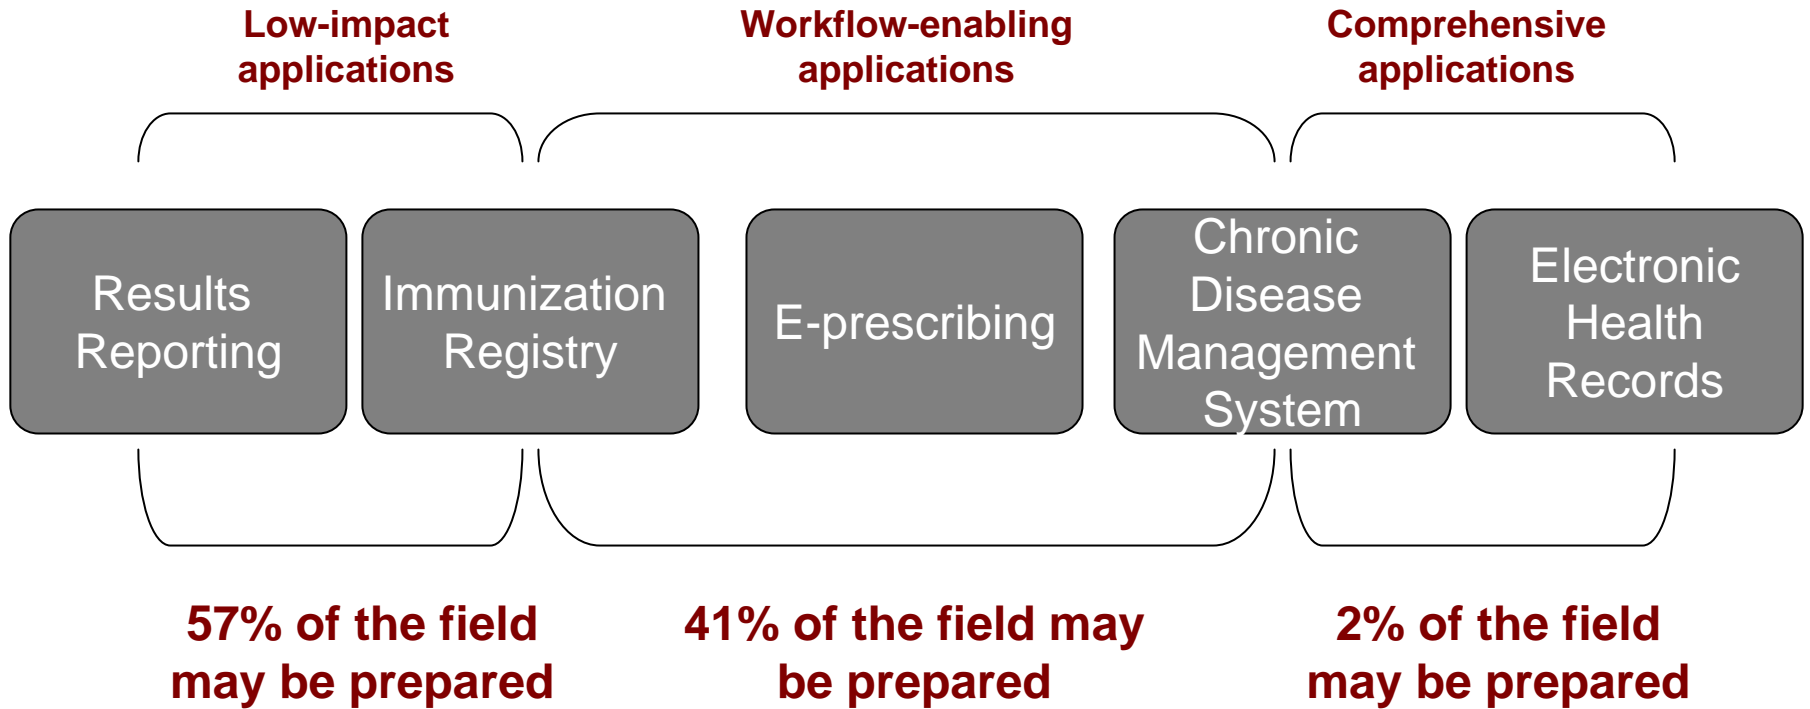 Low-impact
applications
Workflow-enabling
applications
Comprehensive
applications
Results
Reporting
Immunization
Registry
E-prescribing
Chronic
Disease
Management
System
Electronic
Health
Records
57% of the field
may be prepared
41% of the field may
be prepared
2% of the field
may be prepared